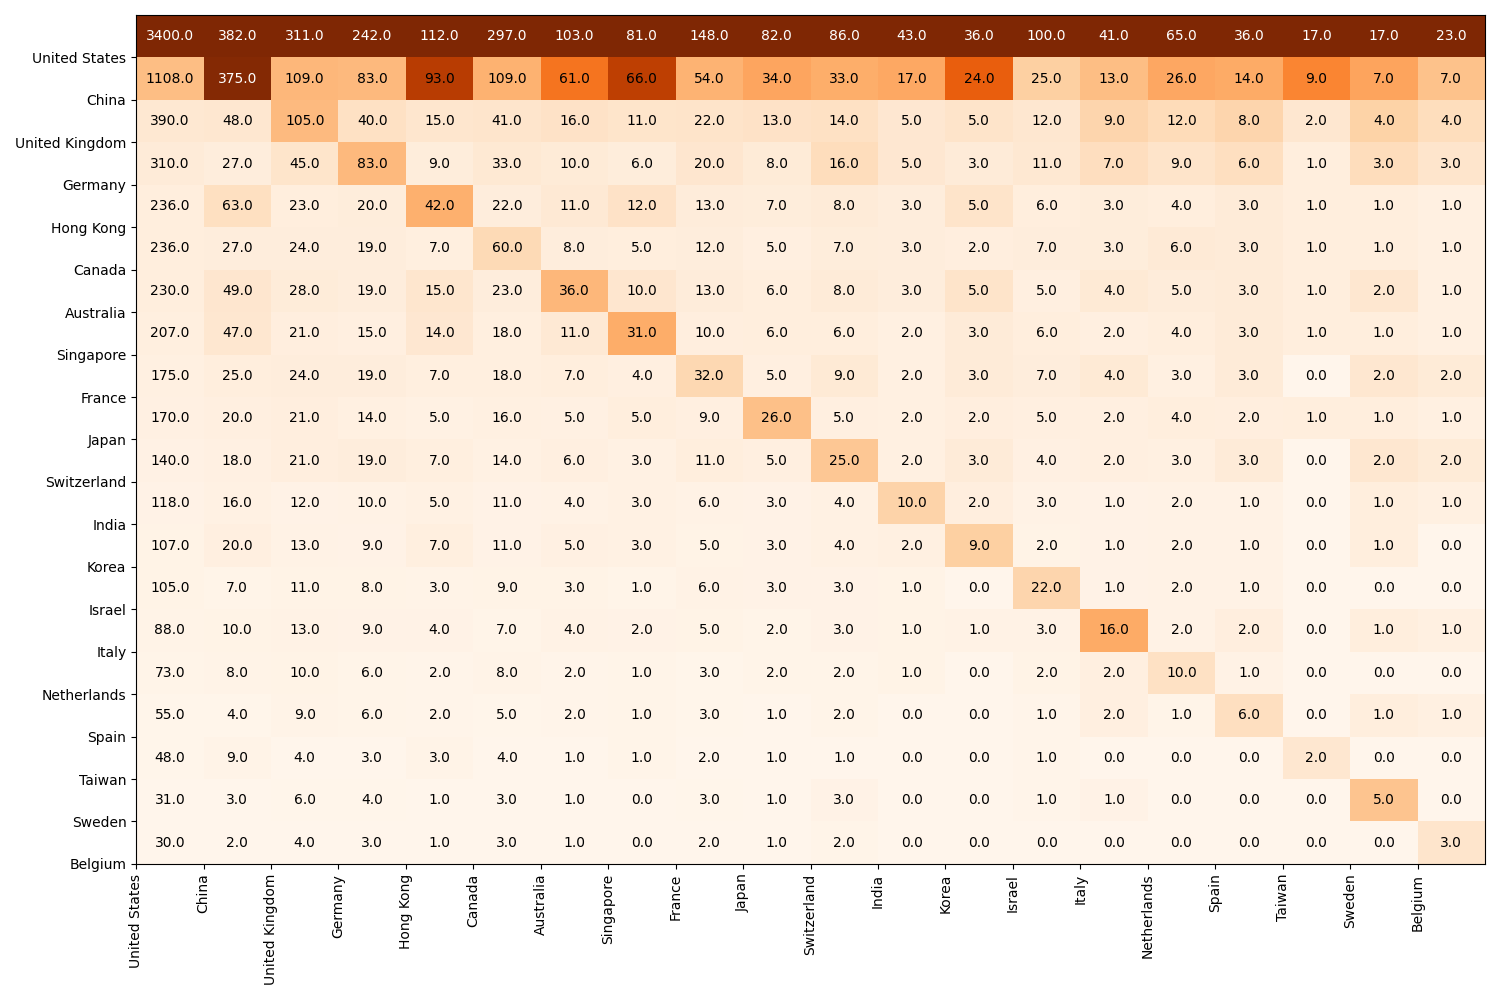 3400.0 382.0 311.0 242.0 112.0 297.0 103.0 81.0 148.0 82.0 86.0 43.0 36.0 100.0 41.0 65.0 36.0 17.0 17.0 23.0
United States
1108.0 375.0 109.0 83.0 93.0 109.0 61.0 66.0 54.0 34.0 33.0 17.0 24.0 25.0 13.0 26.0 14.0 9.0 7.0 7.0
China
390.0 48.0 105.0 40.0 15.0 41.0 16.0 11.0 22.0 13.0 14.0 5.0 5.0 12.0 9.0 12.0 8.0 2.0 4.0 4.0
United Kingdom
310.0 27.0 45.0 83.0 9.0 33.0 10.0 6.0 20.0 8.0 16.0 5.0 3.0 11.0 7.0 9.0 6.0 1.0 3.0 3.0
Germany
236.0 63.0 23.0 20.0 42.0 22.0 11.0 12.0 13.0 7.0 8.0 3.0 5.0 6.0 3.0 4.0 3.0 1.0 1.0 1.0
Hong Kong
236.0 27.0 24.0 19.0 7.0 60.0 8.0 5.0 12.0 5.0 7.0 3.0 2.0 7.0 3.0 6.0 3.0 1.0 1.0 1.0
Canada
230.0 49.0 28.0 19.0 15.0 23.0 36.0 10.0 13.0 6.0 8.0 3.0 5.0 5.0 4.0 5.0 3.0 1.0 2.0 1.0
Australia
207.0 47.0 21.0 15.0 14.0 18.0 11.0 31.0 10.0 6.0 6.0 2.0 3.0 6.0 2.0 4.0 3.0 1.0 1.0 1.0
Singapore
175.0 25.0 24.0 19.0 7.0 18.0 7.0 4.0 32.0 5.0 9.0 2.0 3.0 7.0 4.0 3.0 3.0 0.0 2.0 2.0
France
170.0 20.0 21.0 14.0 5.0 16.0 5.0 5.0 9.0 26.0 5.0 2.0 2.0 5.0 2.0 4.0 2.0 1.0 1.0 1.0
Japan
140.0 18.0 21.0 19.0 7.0 14.0 6.0 3.0 11.0 5.0 25.0 2.0 3.0 4.0 2.0 3.0 3.0 0.0 2.0 2.0
Switzerland
118.0 16.0 12.0 10.0 5.0 11.0 4.0 3.0 6.0 3.0 4.0 10.0 2.0 3.0 1.0 2.0 1.0 0.0 1.0 1.0
India
107.0 20.0 13.0 9.0 7.0 11.0 5.0 3.0 5.0 3.0 4.0 2.0 9.0 2.0 1.0 2.0 1.0 0.0 1.0 0.0
Korea
105.0 7.0 11.0 8.0 3.0 9.0 3.0 1.0 6.0 3.0 3.0 1.0 0.0 22.0 1.0 2.0 1.0 0.0 0.0 0.0
Israel
88.0 10.0 13.0 9.0 4.0 7.0 4.0 2.0 5.0 2.0 3.0 1.0 1.0 3.0 16.0 2.0 2.0 0.0 1.0 1.0
Italy
73.0 8.0 10.0 6.0 2.0 8.0 2.0 1.0 3.0 2.0 2.0 1.0 0.0 2.0 2.0 10.0 1.0 0.0 0.0 0.0
Netherlands
55.0 4.0 9.0 6.0 2.0 5.0 2.0 1.0 3.0 1.0 2.0 0.0 0.0 1.0 2.0 1.0 6.0 0.0 1.0 1.0
Spain
48.0 9.0 4.0 3.0 3.0 4.0 1.0 1.0 2.0 1.0 1.0 0.0 0.0 1.0 0.0 0.0 0.0 2.0 0.0 0.0
Taiwan
31.0 3.0 6.0 4.0 1.0 3.0 1.0 0.0 3.0 1.0 3.0 0.0 0.0 1.0 1.0 0.0 0.0 0.0 5.0 0.0
Sweden
30.0 2.0 4.0 3.0 1.0 3.0 1.0 0.0 2.0 1.0 2.0 0.0 0.0 0.0 0.0 0.0 0.0 0.0 0.0 3.0
Belgium
United States
China
United Kingdom
Germany
Hong Kong
Canada
Australia
Singapore
France
Japan
Switzerland
India
Korea
Israel
Italy
Netherlands
Spain
Taiwan
Sweden
Belgium